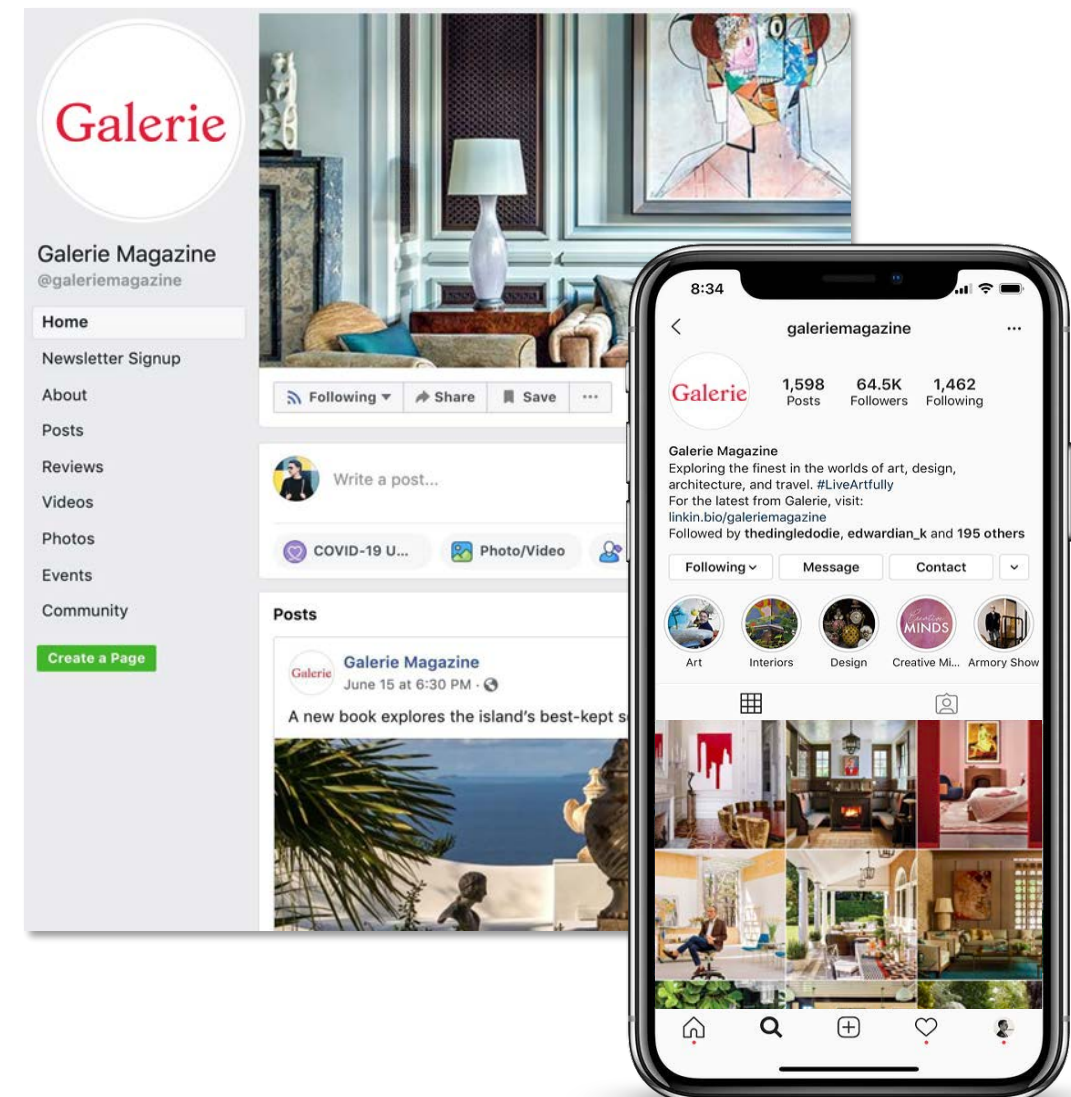 Galerie
Galerie Magazine
@galeriemagazine
Home
Newsletter Signup
About
Posts
Reviews
Videos
Photos
Events
Community
Create a Page
Following Share Save ...
Write a post...
COVID-19 U... Photo/Video
Posts
Galerie
Galerie Magazine
June 15 at 6:30 PM ·
A new book explores the island's best-kept
8:34
galeriemagazine ...
Galerie
1,598 64.5K 1,462
Posts Followers Following
Galerie Magazine
Exploring the finest in the worlds of art, design,
architecture, and travel. #LiveArtfully
For the latest from Galerie, visit:
linkin.bio/galeriemagazine
Followed by thedingledodie, edwardian_k and 195 others
Following Message Contact
Creative
MINDS
Art Interiors Design Creative Mi... Armory Show